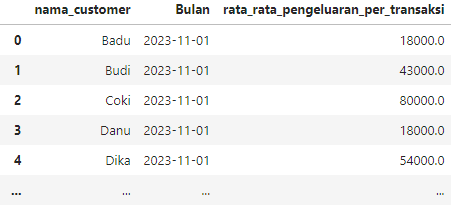 nama_customer Bulan rata_rata_pengeluaran_per_transaksi
0 Badu 2023-11-01 18000.0
1 Budi 2023-11-01 43000.0
2 Coki 2023-11-01 80000.0
3 Danu 2023-11-01 18000.0
4 Dika 2023-11-01 54000.0
... ... ... ...